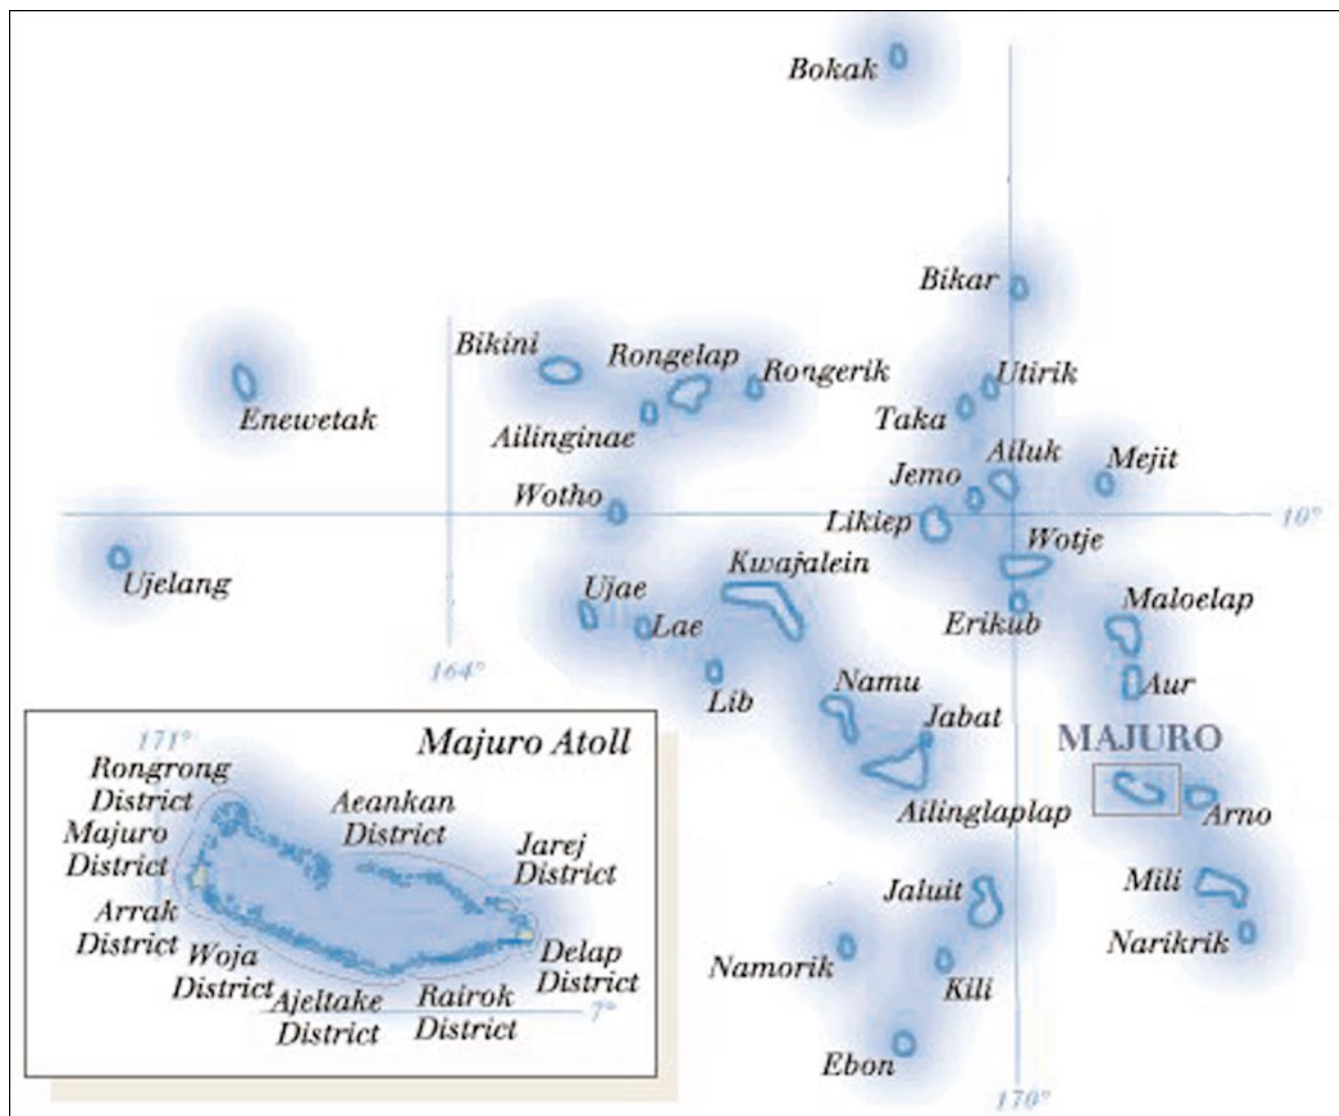 Bokak
Bikar
Bikini
Rongelap
Rongerik
Utirik
Enewetak
Taka
Ailinginae
Ailuk
Mejit
Jemo
Wotho
Likiep
10°
Wotje
Kwajalein
Ujelang
Ujae
Maloelap
Lae
Erikub
164°
Lib
Namu
Aur
Jabat
MAJURO
Ailinglaplap
Arno
Jaluit
Mili
Narikrik
Namorik
Kili
Ebon
170°
Majuro Atoll
171°
Rongrong
District
Aeankan
District
Majuro
District
Jarej
District
Arrak
District
Woja
District
Delap
District
Ajeltake
District
Rairok
District
7°